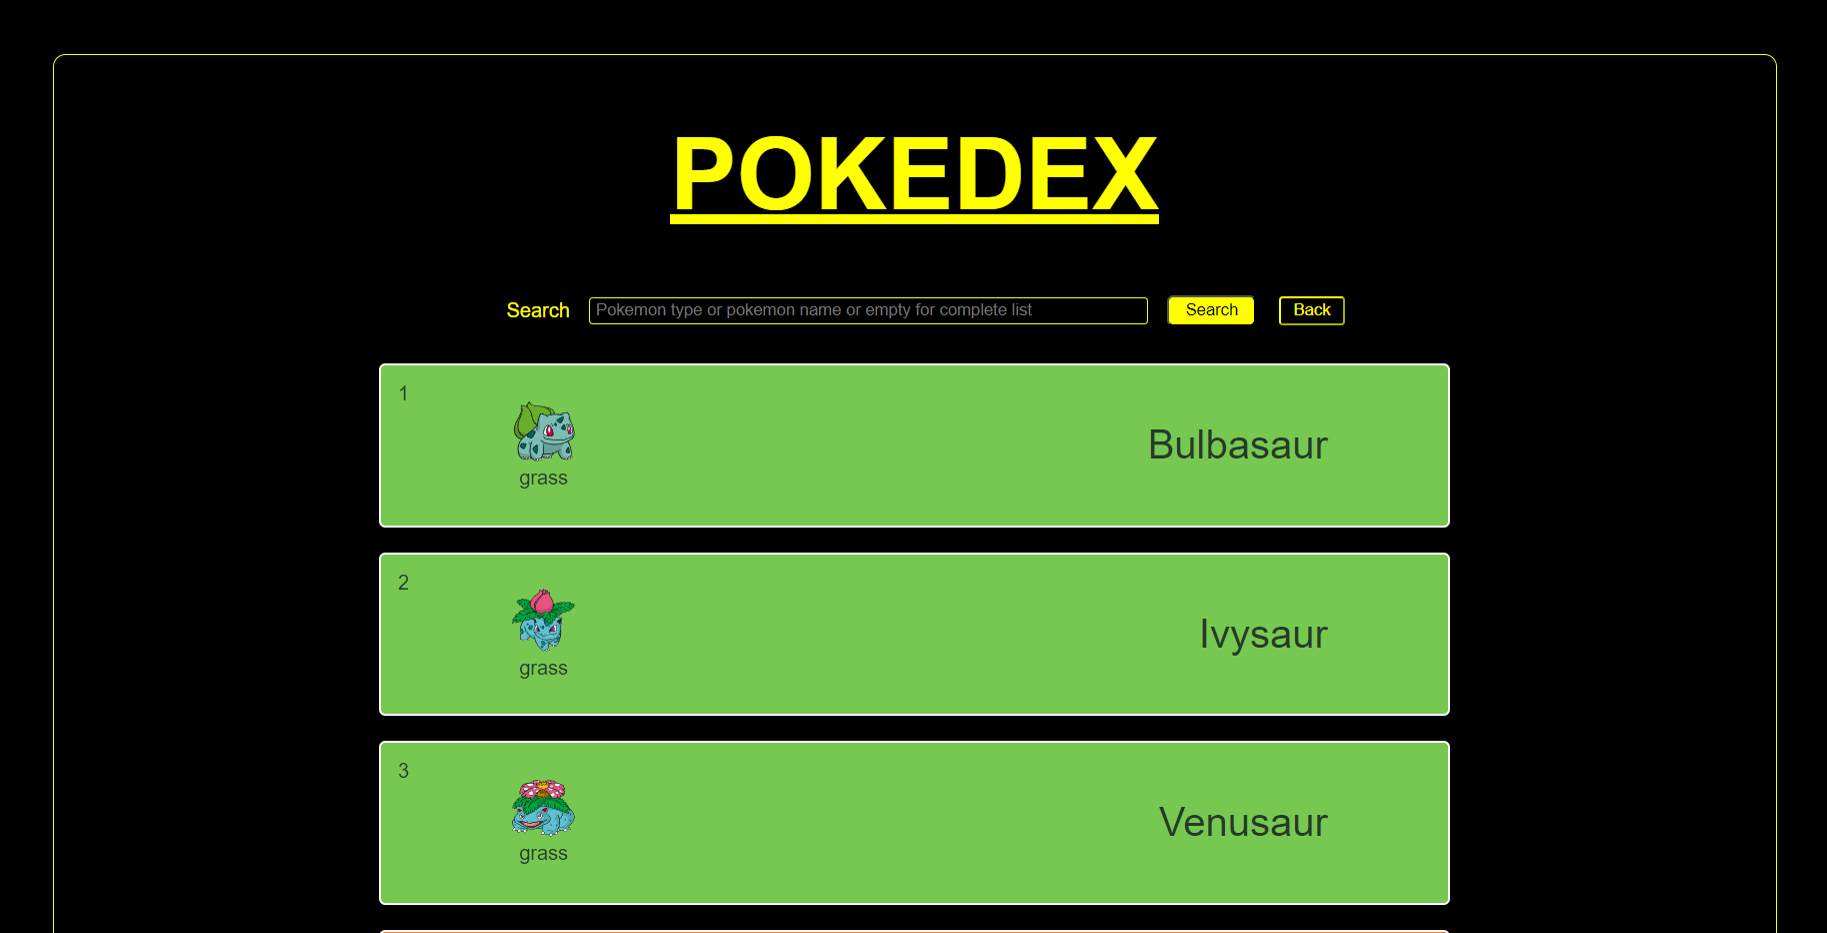 POKEDEX
Search Pokemon type or pokemon name or empty for complete list Search Back
1
Bulbasaur
grass
2
Ivysaur
grass
3
Venusaur
grass